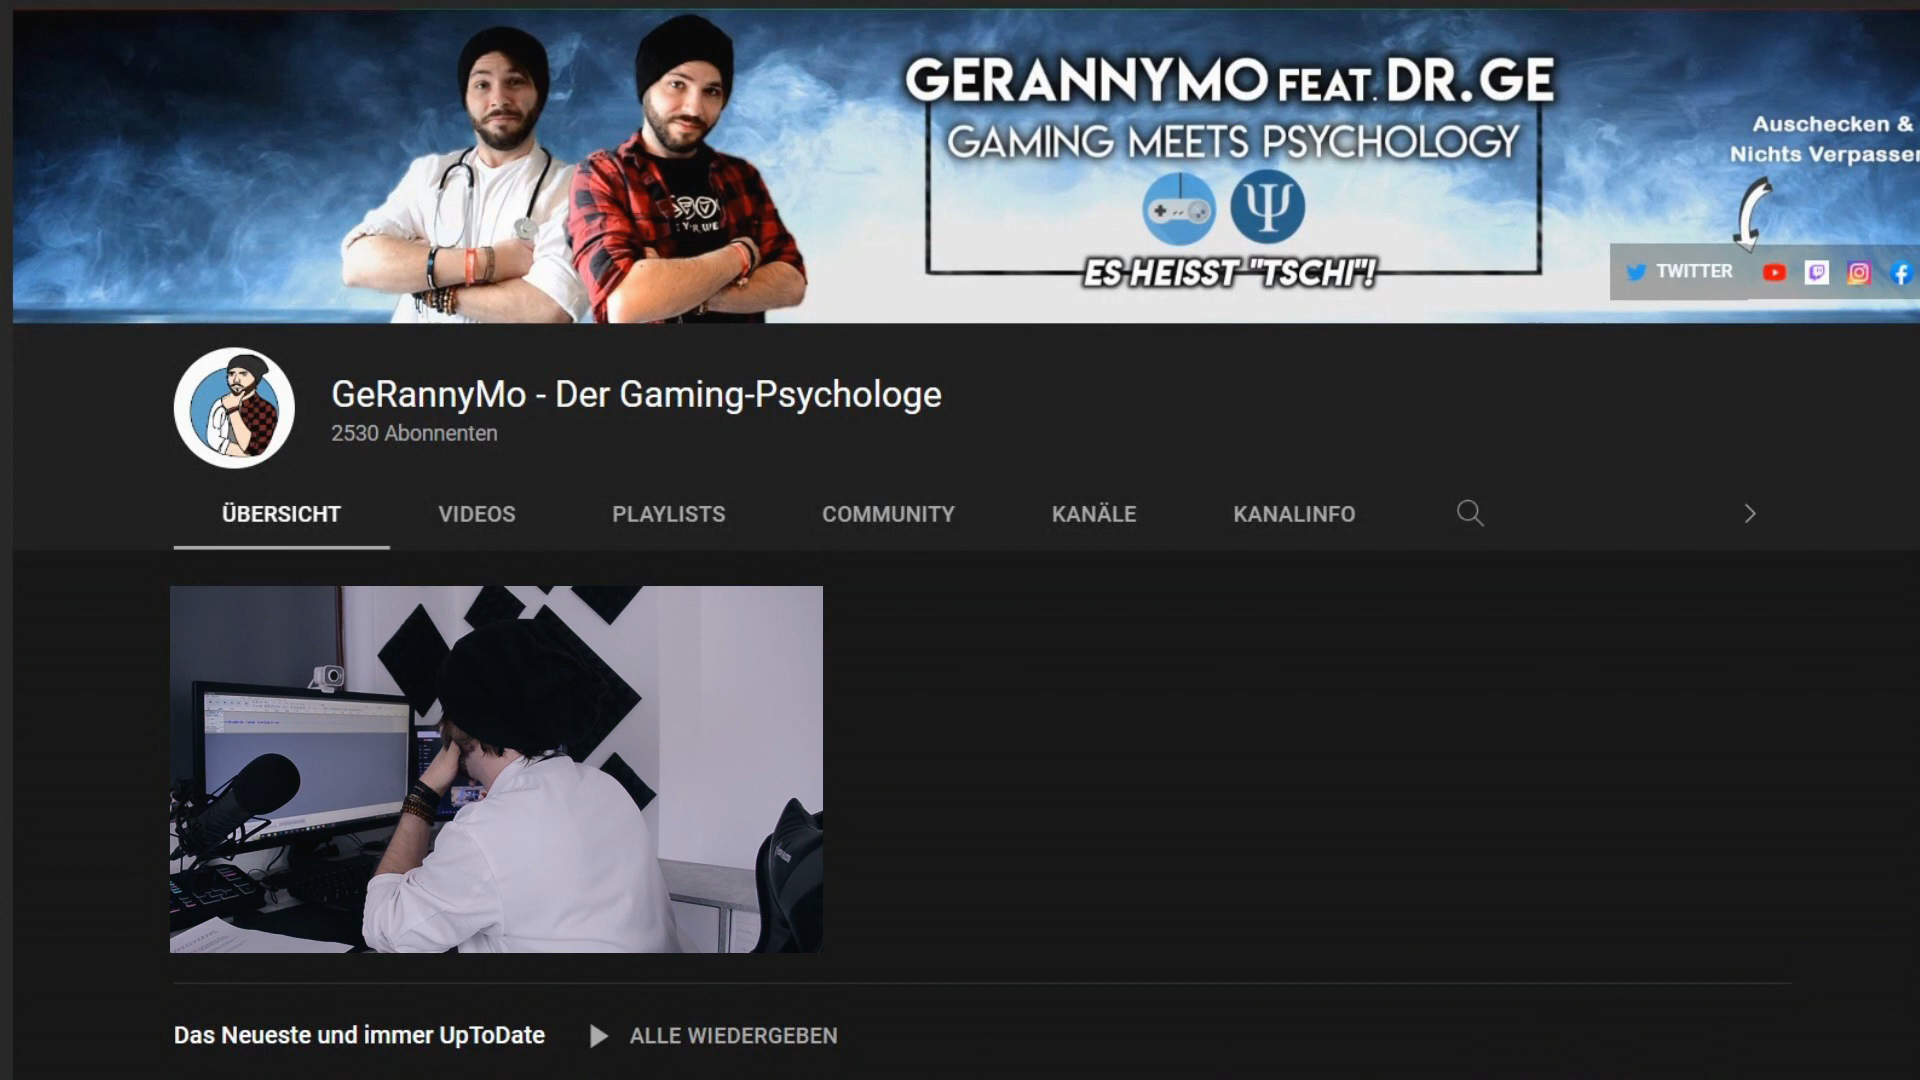 GERANNYMO FEAT. DR.GE
GAMING MEETS PSYCHOLOGY
ES HEISST "TSCHI"!
Auschecken &
Nichts Verpassen
TWITTER
GeRannyMo - Der Gaming-Psychologe
2530 Abonnenten
ÜBERSICHT VIDEOS PLAYLISTS COMMUNITY KANÄLE KANALINFO
Das Neueste und immer UpToDate ALLE WIEDERGEBEN